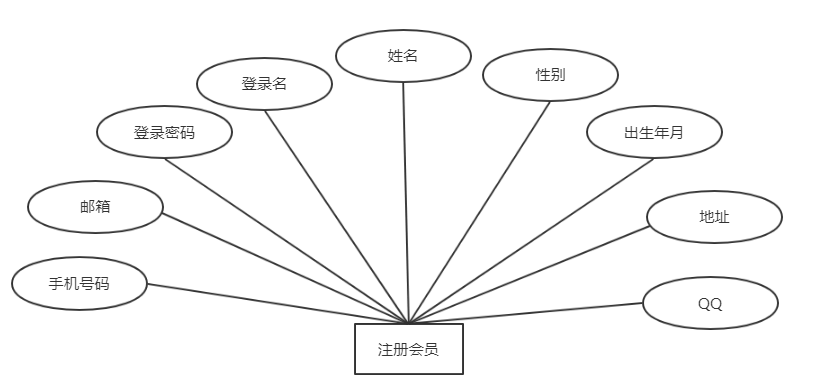 姓名
登录名
性别
登录密码
出生年月
邮箱
地址
手机号码
QQ
注册会员